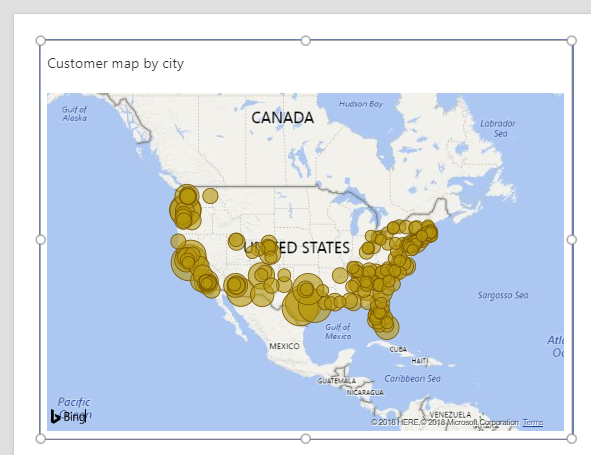 Customer map by city
Gulf of
Alaska
Hudson Bay
CANADA
Labrador
Sea
UNITED STATES
Sargasso Sea
Gulf of
Mexico
MEXICO
CUBA
HAITI
GUATEMALA
Caribbean Sea
NICARAGUA
Pacific
Ocean
Bing
VENEZUELA
© 2018 HERE, © 2018 Microsoft Corporation Terms